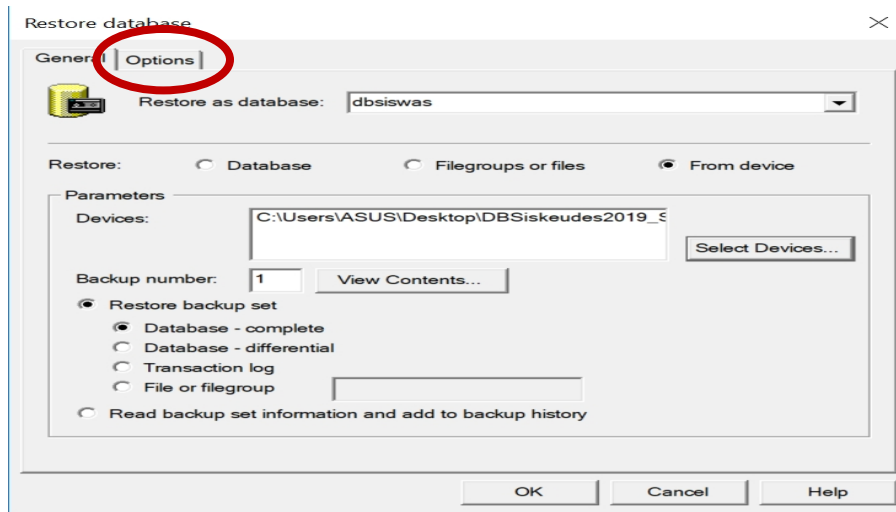 Restore database
General Options
Restore as database: dbsiswas
Restore: Database Filegroups or files From device
Parameters
Devices: C:\Users\ASUS\Desktop\DBSiskeudes2019_S
Select Devices...
Backup number: 1 View Contents...
Restore backup set
Database - complete
Database - differential
Transaction log
File or filegroup
Read backup set information and add to backup history
OK Cancel Help